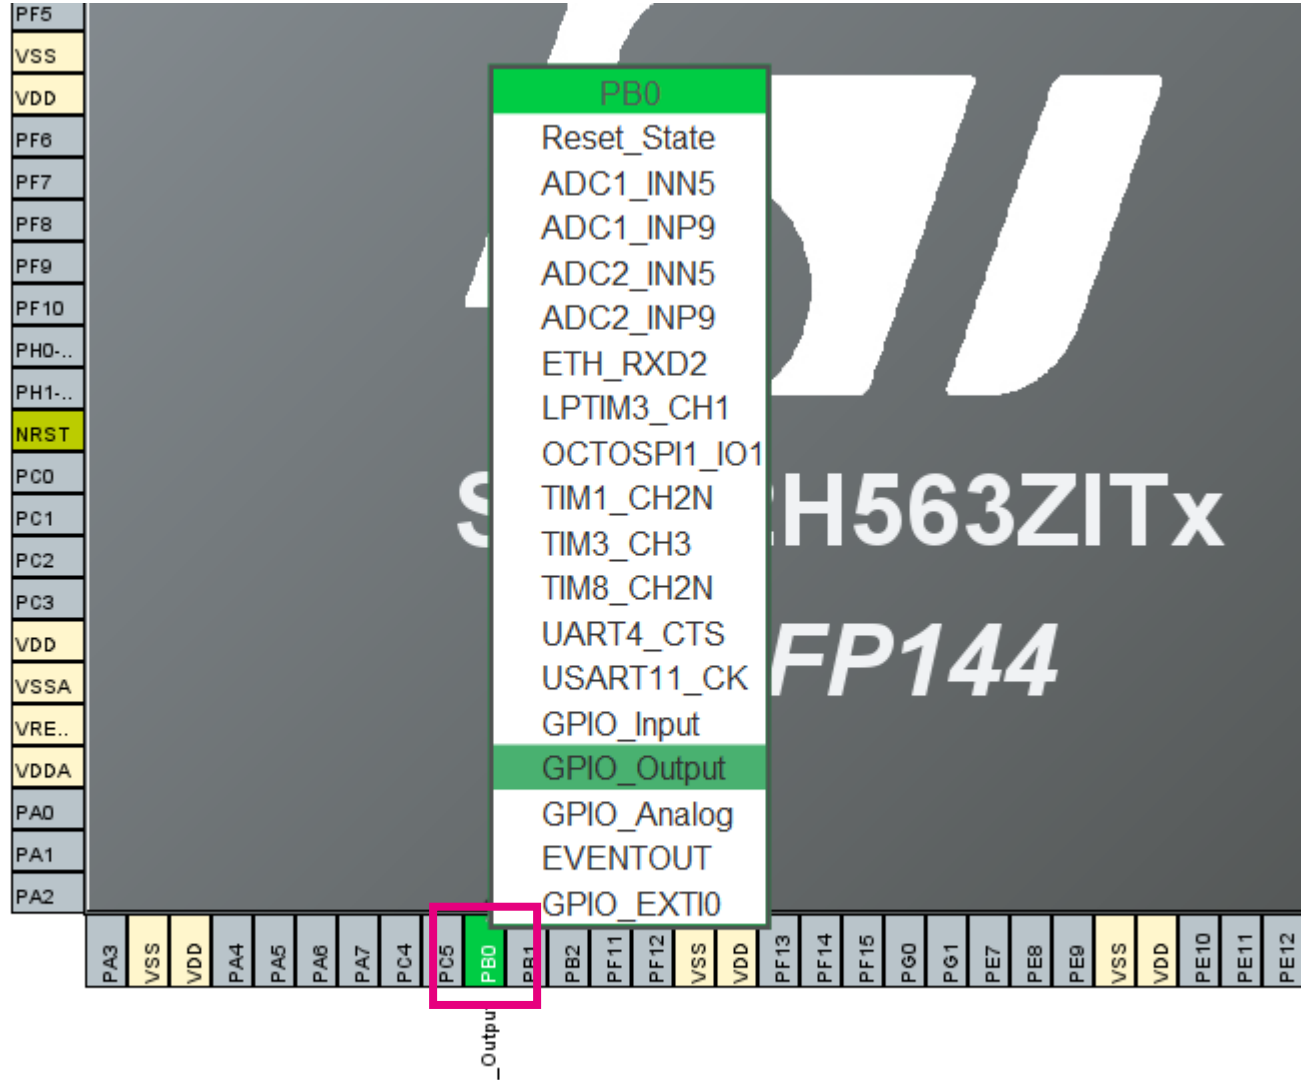 PF5
VSS
VDD
PF6
PF7
PF8
PF9
PF10
PH0-..
PH1-..
NRST
PC0
PC1
PC2
PC3
VDD
VSSA
VRE..
VDDA
PA0
PA1
PA2
PB0
Reset_State
ADC1_INN5
ADC1_INP9
ADC2_INN5
ADC2_INP9
ETH_RXD2
LPTIM3_CH1
OCTOSPI1_IO1
TIM1_CH2N
TIM3_CH3
TIM8_CH2N
UART4_CTS
USART11_CK
GPIO_Input
GPIO_Output
GPIO_Analog
EVENTOUT
GPIO_EXTI0
H563ZITx
FP144
PA3
VSS
VDD
PA4
PA5
PA6
PA7
PC4
PC5
PB0
PB1
PB2
PF11
PF12
VSS
VDD
PF13
PF14
PF15
PG0
PG1
PE7
PE8
PE9
VSS
VDD
PE10
PE11
PE12
_Output